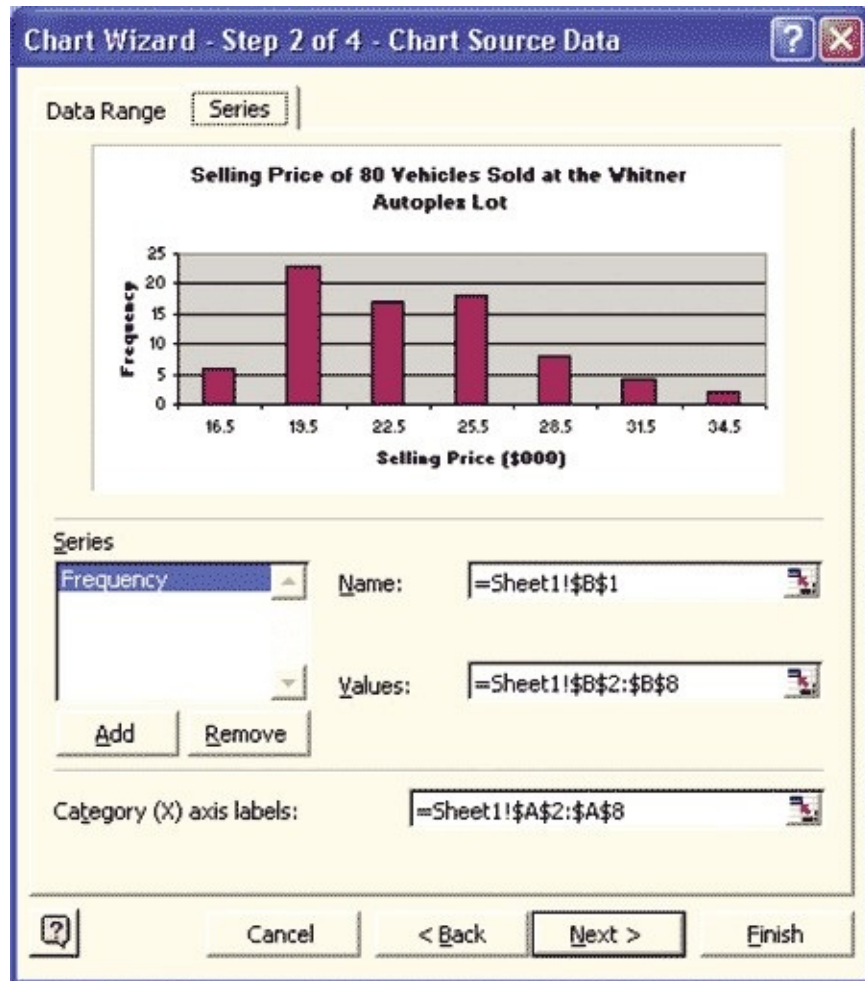 Chart Wizard - Step 2 of 4 - Chart Source Data
Data Range Series
Selling Price of 80 Vehicles Sold at the Whitner
Autoplex Lot
25
20
15
10
5
0
Frequency
16.5 19.5 22.5 25.5 28.5 31.5 34.5
Selling Price ($000)
Series
Frequency
Name: =Sheet1!$B$1
Values: =Sheet1!$B$2:$B$8
Add Remove
Category (X) axis labels: =Sheet1!$A$2:$A$8
Cancel < Back Next > Finish